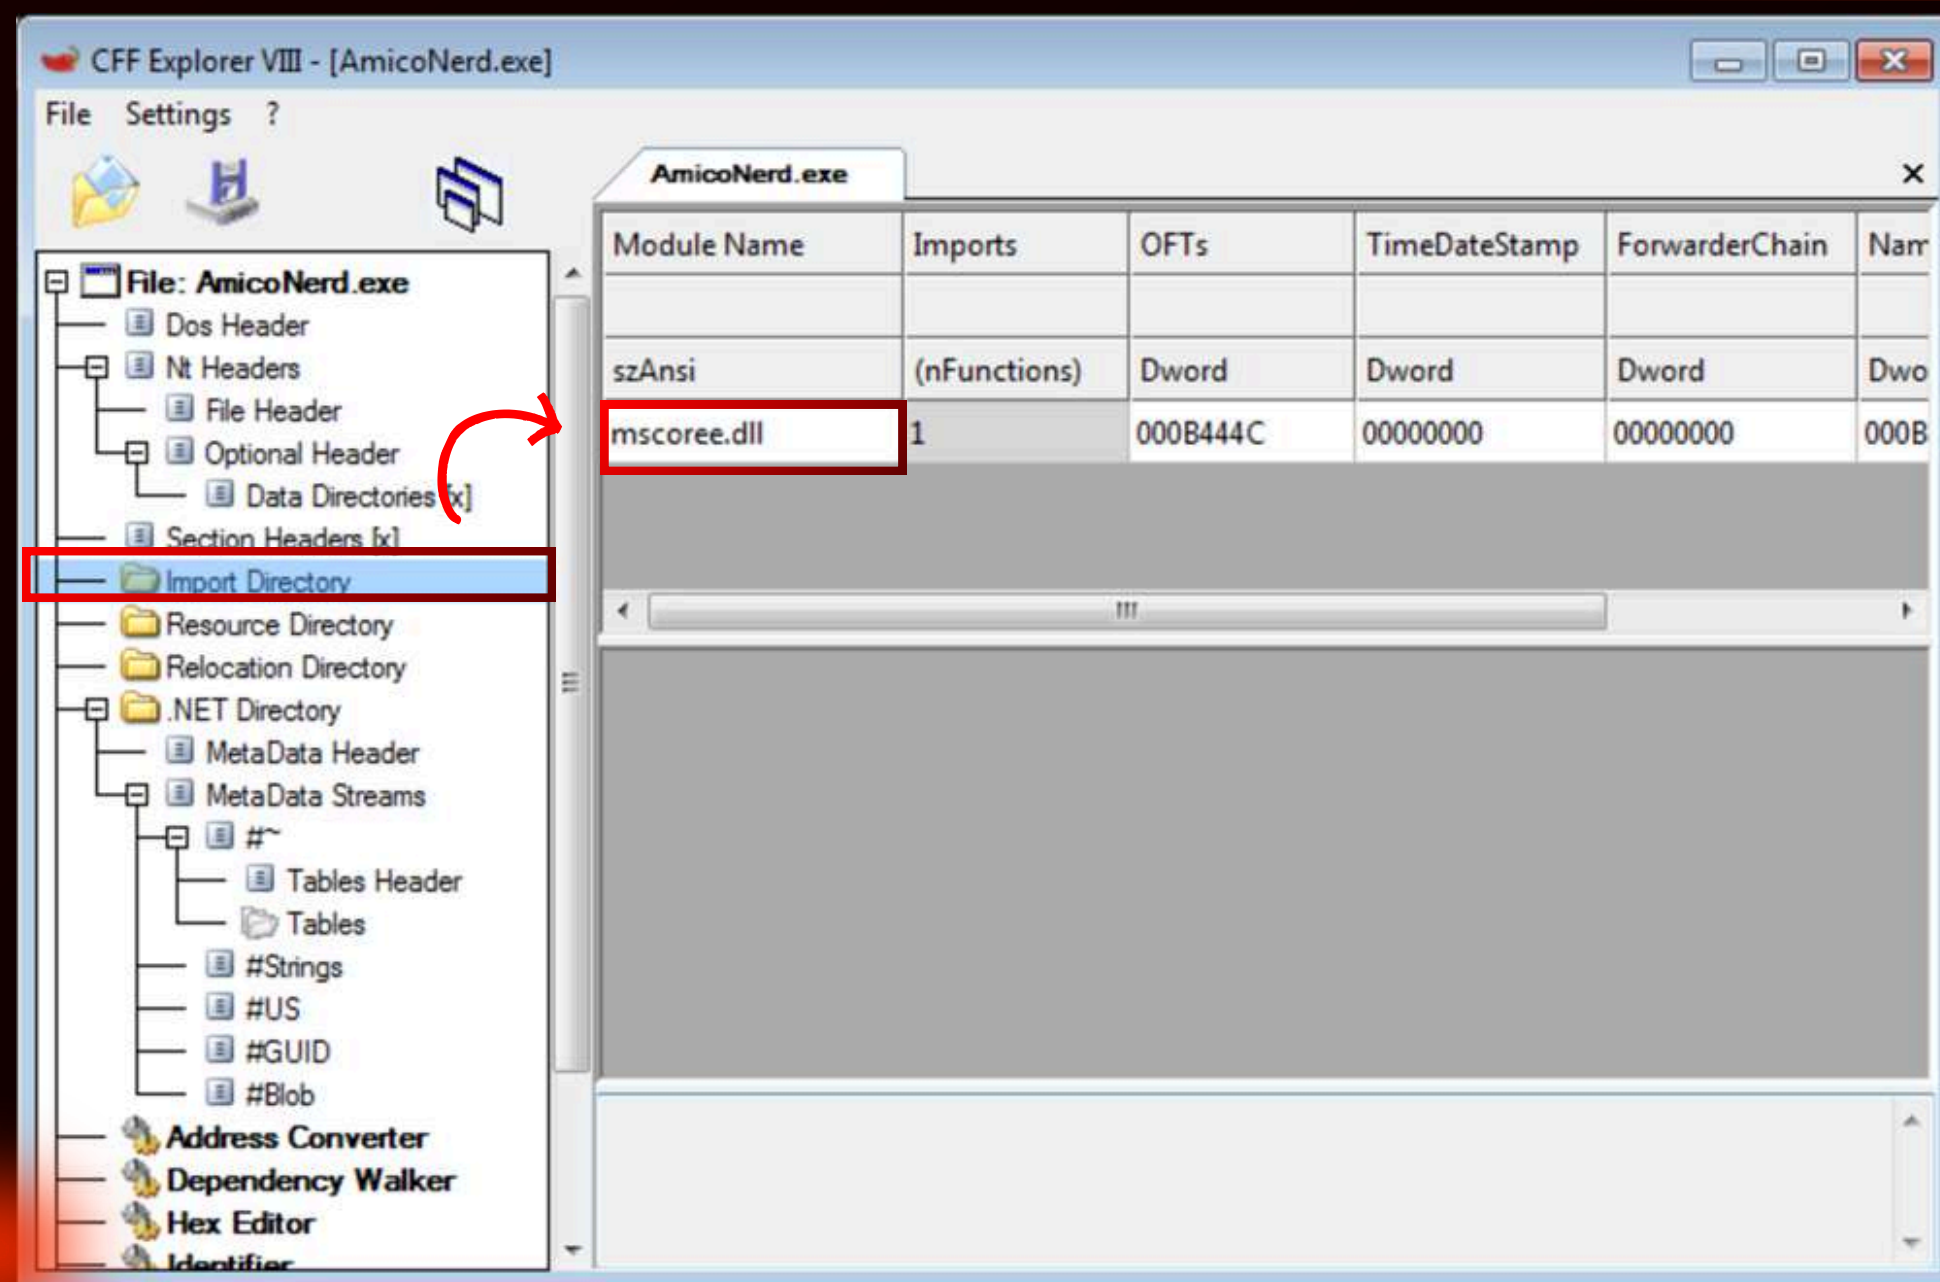 CFF Explorer VIII - [AmicoNerd.exe]
File Settings ?
AmicoNerd.exe
Module Name Imports OFTs TimeDateStamp ForwarderChain Nam
szAnsi (nFunctions) Dword Dword Dword Dwo
mscoree.dll 1 000B444C 00000000 00000000 000B
File: AmicoNerd.exe
Dos Header
Nt Headers
File Header
Optional Header
Data Directories [x]
Section Headers [x]
Import Directory
Resource Directory
Relocation Directory
.NET Directory
MetaData Header
MetaData Streams
#~
Tables Header
Tables
#Strings
#US
#GUID
#Blob
Address Converter
Dependency Walker
Hex Editor
Identifier